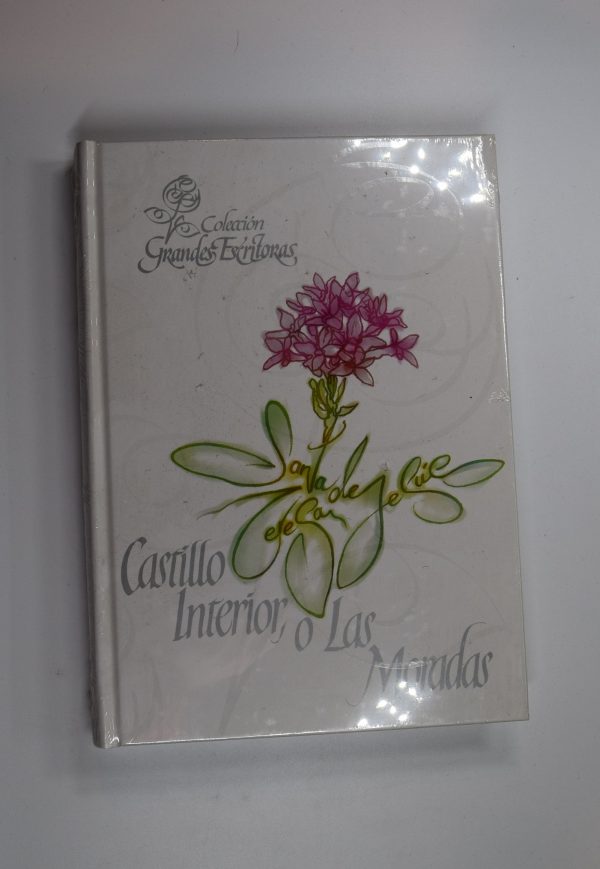 Colección
Grandes Escritoras
Santa
Teresa de Jesús
Castillo
Interior,
o Las
Moradas